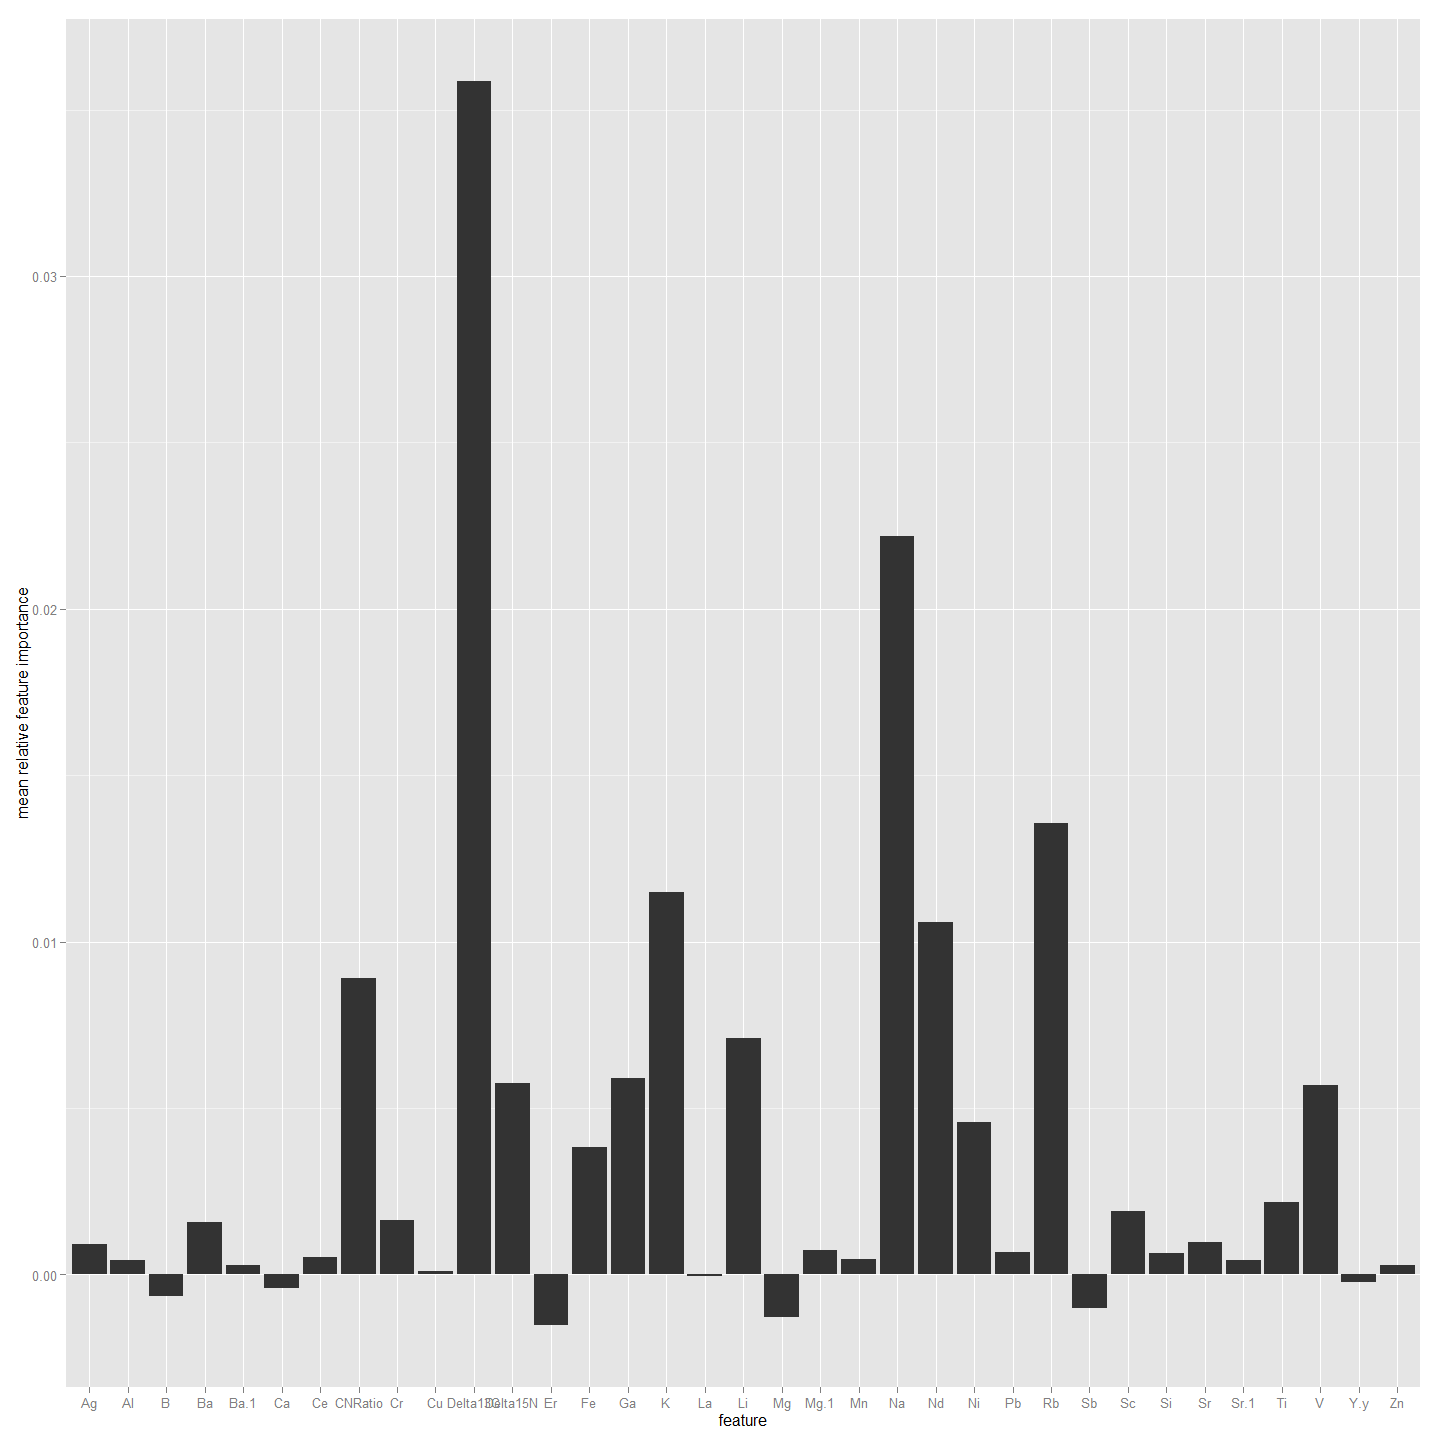 mean relative feature importance
0.03
0.02
0.01
0.00
Ag Al B Ba Ba.1 Ca Ce CNRatio Cr Cu Delta13C Delta15N Er Fe Ga K La Li Mg Mg.1 Mn Na Nd Ni Pb Rb Sb Sc Si Sr Sr.1 Ti V Y.y Zn
feature